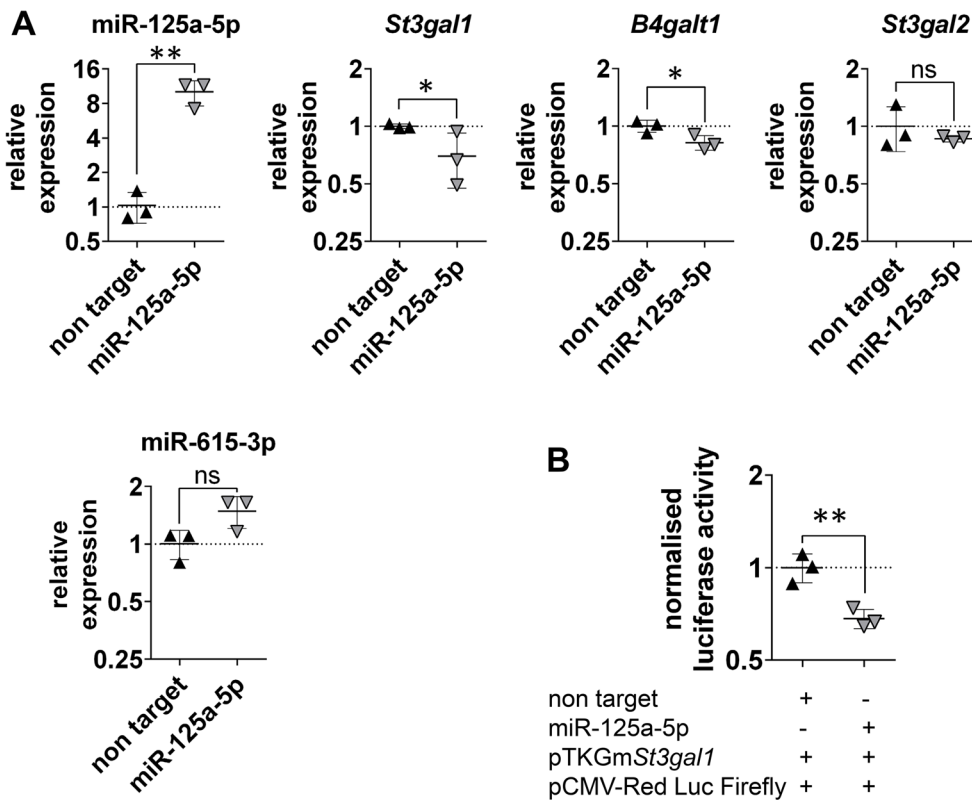 A
miR-125a-5p
relative
expression
16
8
4
2
1
0.5
**
non target
miR-125a-5p
St3gal1
relative
expression
2
1
0.5
0.25
*
non target
miR-125a-5p
B4galt1
relative
expression
2
1
0.5
0.25
*
non target
miR-125a-5p
St3gal2
relative
expression
2
1
0.5
0.25
ns
non target
miR-125a-5p
miR-615-3p
relative
expression
2
1
0.5
0.25
ns
non target
miR-125a-5p
B
normalised
luciferase activity
2
1
0.5
**
non target + -
miR-125a-5p - +
pTKGmSt3gal1 + +
pCMV-Red Luc Firefly + +